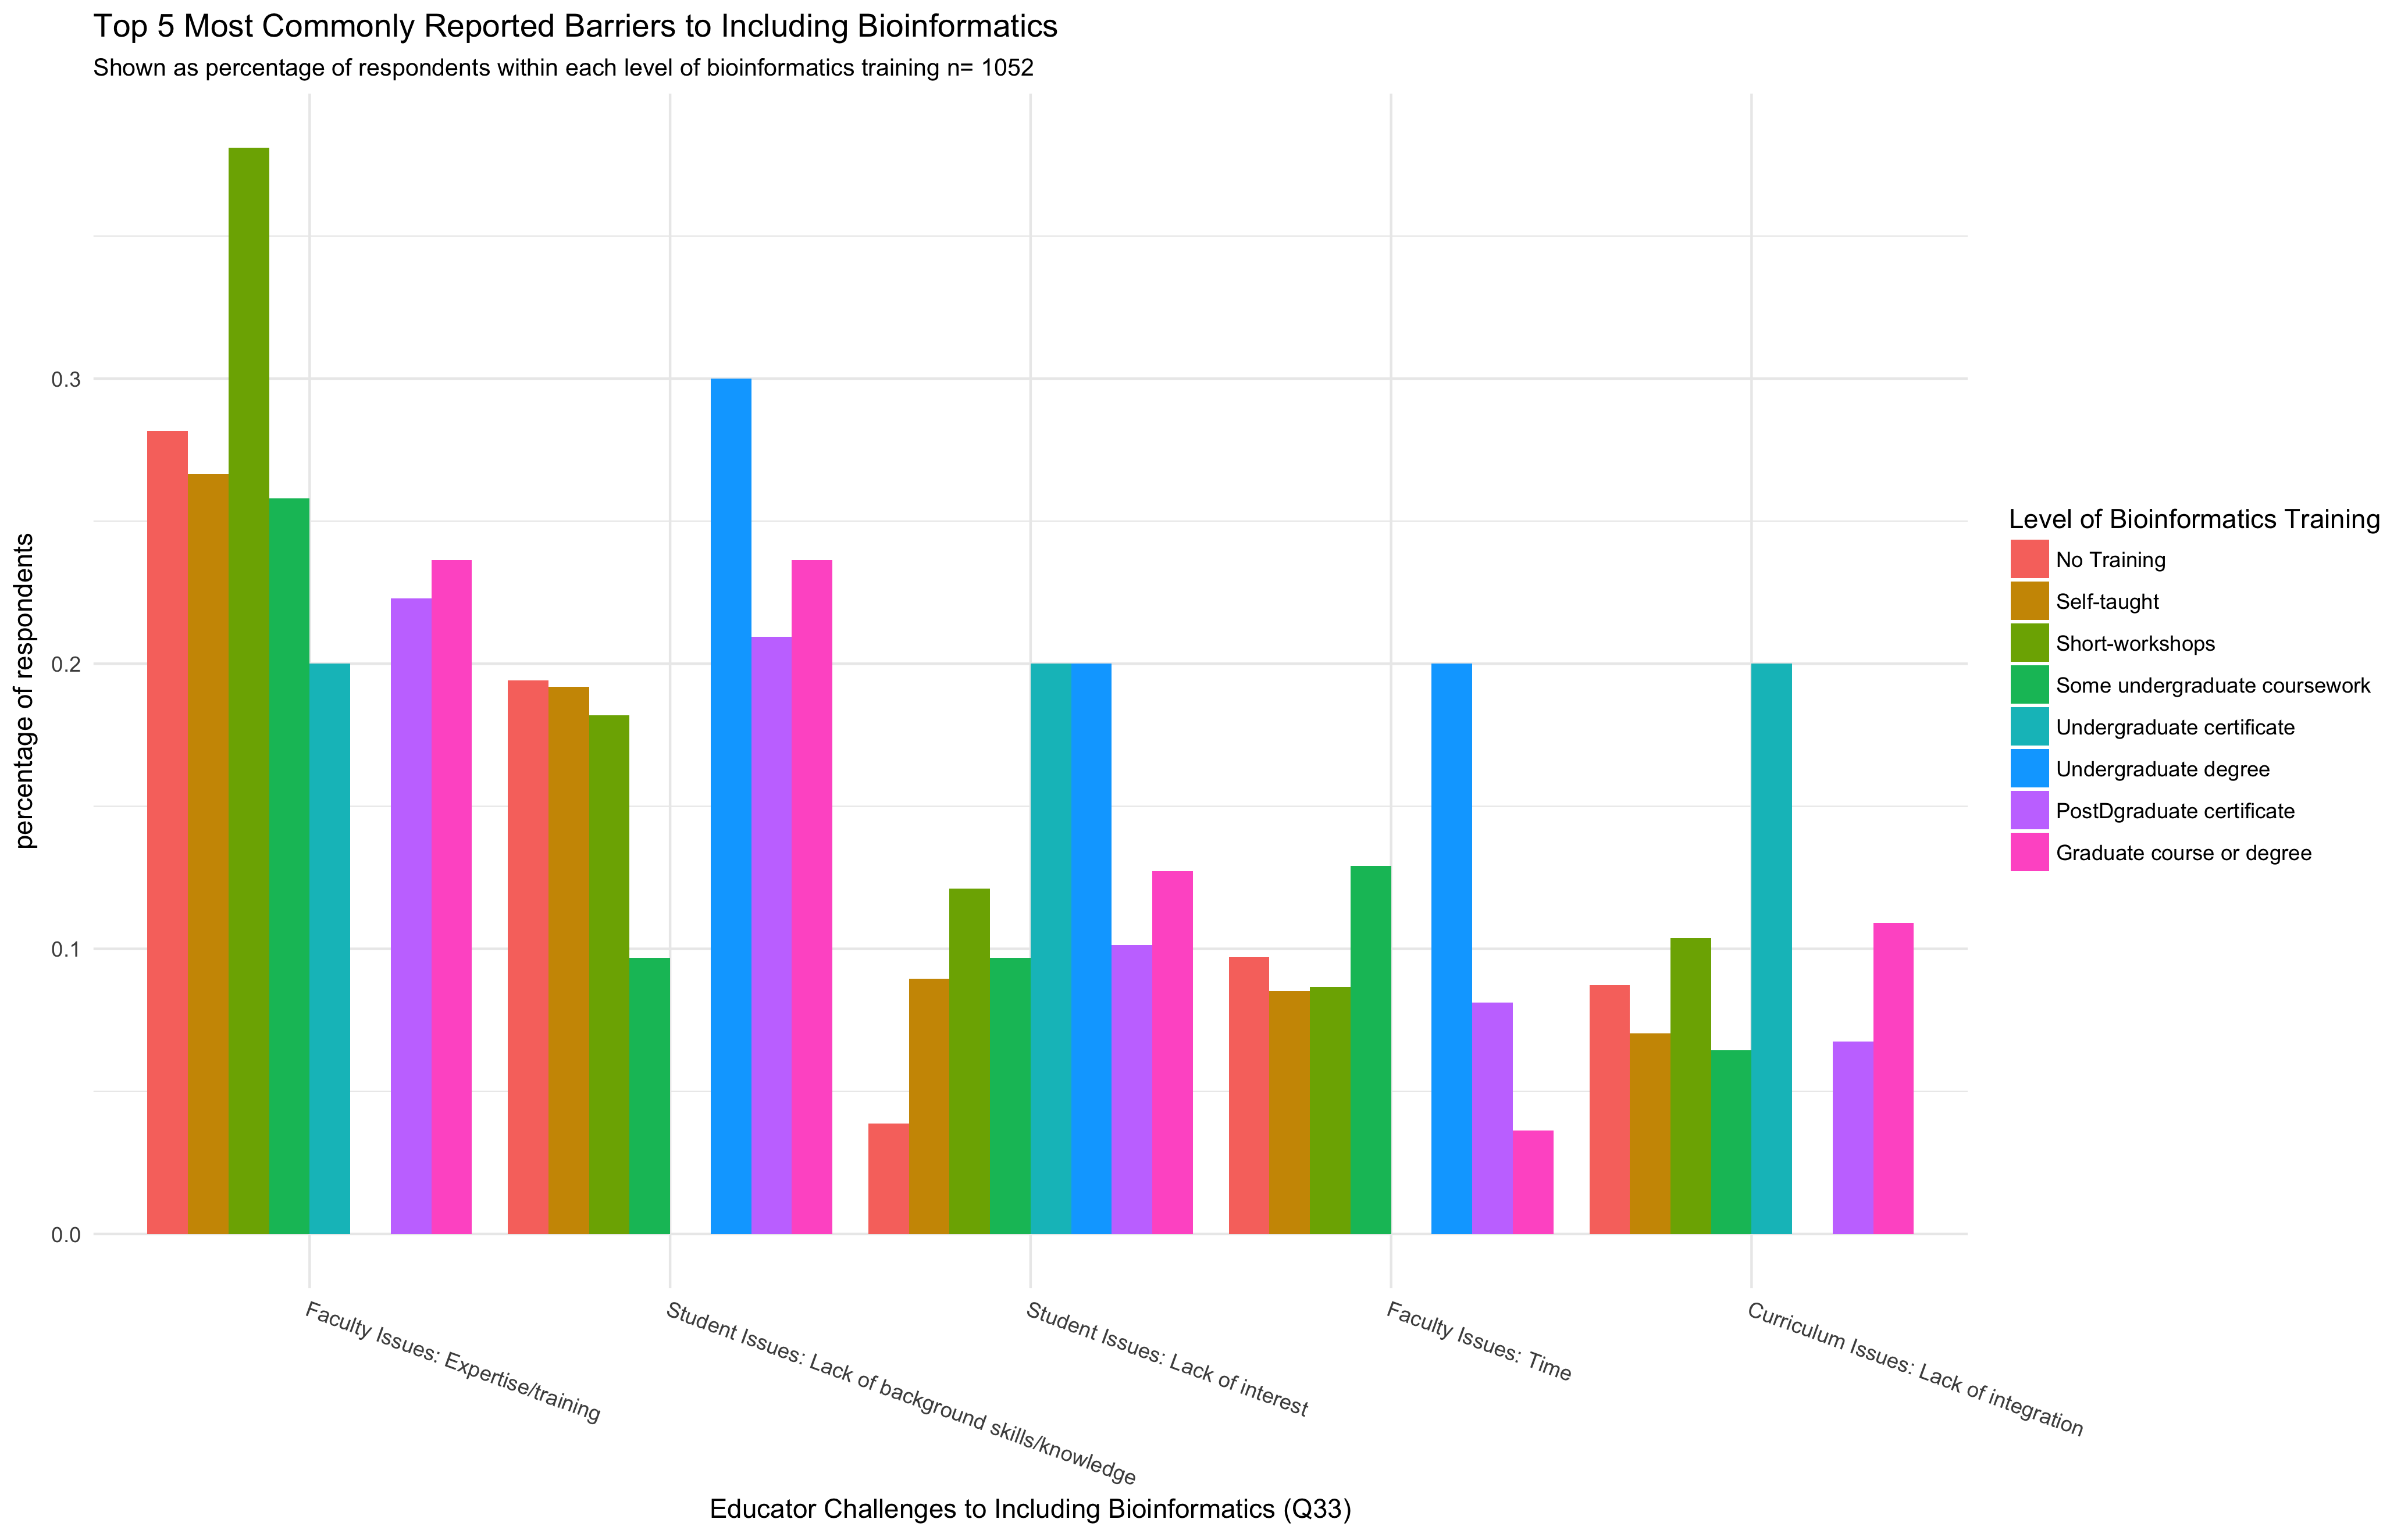 Top 5 Most Commonly Reported Barriers to Including Bioinformatics
Shown as percentage of respondents within each level of bioinformatics training n= 1052
percentage of respondents
0.3
0.2
0.1
0.0
Faculty Issues: Expertise/training
Student Issues: Lack of background skills/knowledge
Student Issues: Lack of interest
Faculty Issues: Time
Curriculum Issues: Lack of integration
Educator Challenges to Including Bioinformatics (Q33)
Level of Bioinformatics Training
No Training
Self-taught
Short-workshops
Some undergraduate coursework
Undergraduate certificate
Undergraduate degree
PostDgraduate certificate
Graduate course or degree